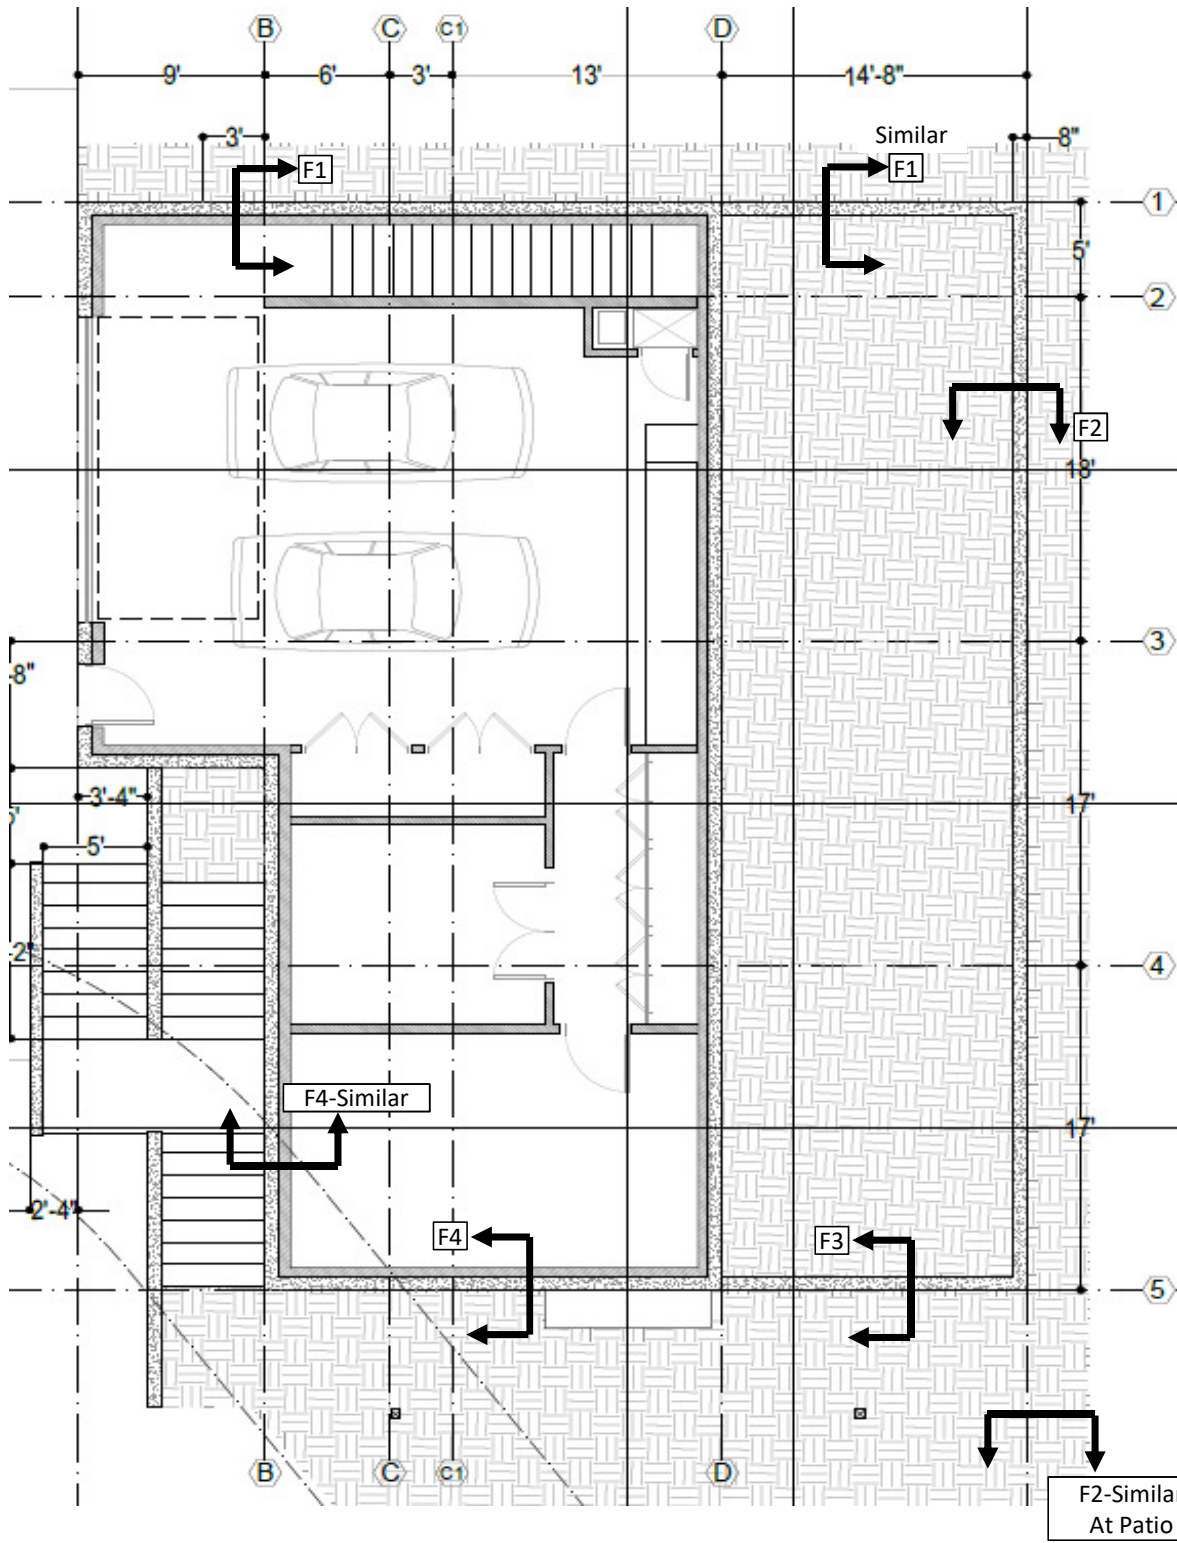 B
C
C1
D
9'
6'
3'
13'
14'-8"
3'
Similar
8"
F1
F1
1
5'
2
F2
18'
3
-8"
3'-4"
17'
5'
-2"
4
F4-Similar
17'
2'-4"
F4
F3
5
B
C
C1
D
F2-Similar
At Patio